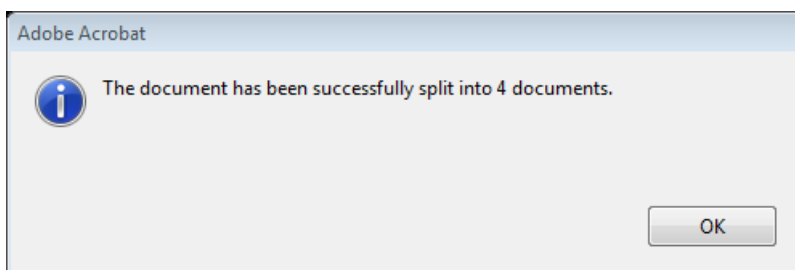 Adobe Acrobat
The document has been successfully split into 4 documents.
OK